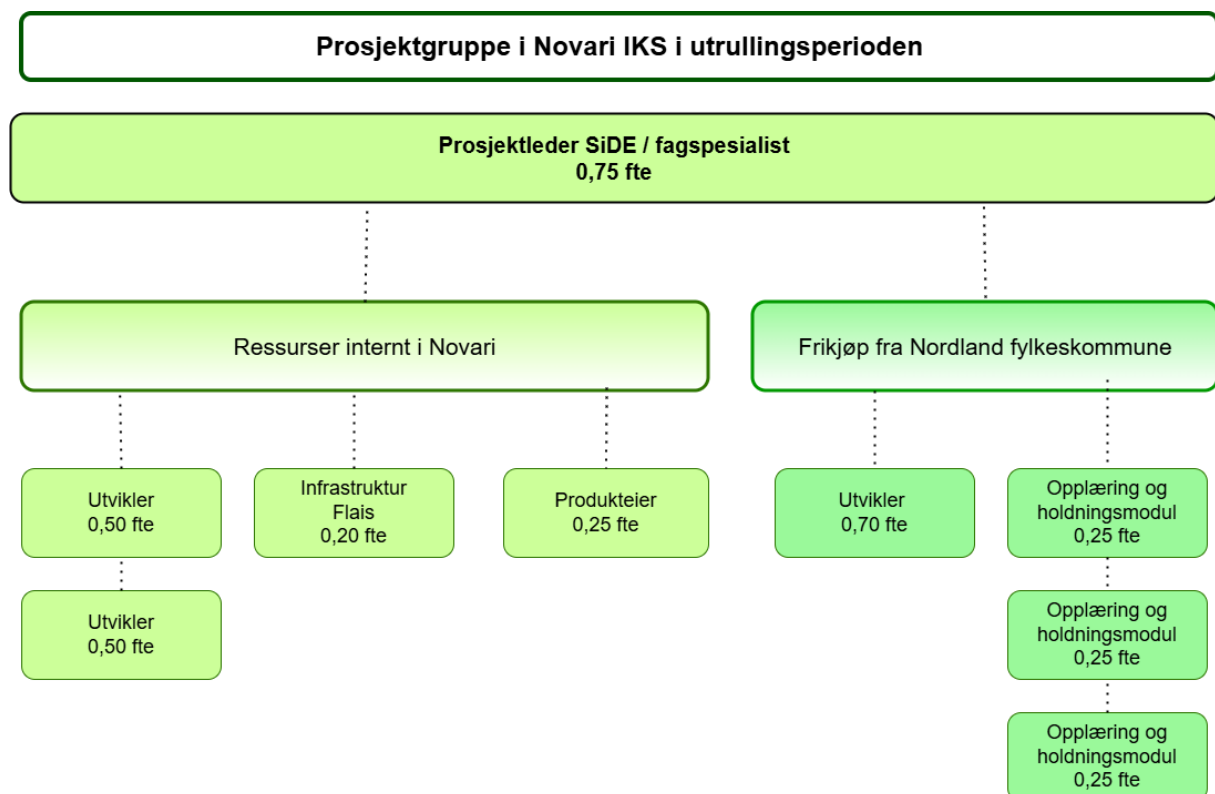 Prosjektgruppe i Novari IKS i utrullingsperioden
Prosjektleder SiDE / fagspesialist
0,75 fte
Ressurser internt i Novari
Frikjøp fra Nordland fylkeskommune
Utvikler
0,50 fte
Infrastruktur
Flais
0,20 fte
Produkteier
0,25 fte
Utvikler
0,70 fte
Opplæring og
holdningsmodul
0,25 fte
Utvikler
0,50 fte
Opplæring og
holdningsmodul
0,25 fte
Opplæring og
holdningsmodul
0,25 fte